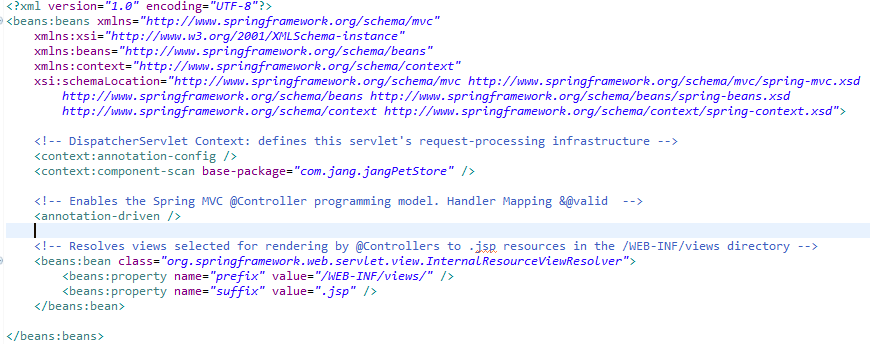 <?xml version="1.0" encoding="UTF-8"?>
<beans:beans xmlns="http://www.springframework.org/schema/mvc"
    xmlns:xsi="http://www.w3.org/2001/XMLSchema-instance"
    xmlns:beans="http://www.springframework.org/schema/beans"
    xmlns:context="http://www.springframework.org/schema/context"
    xsi:schemaLocation="http://www.springframework.org/schema/mvc http://www.springframework.org/schema/mvc/spring-mvc.xsd
        http://www.springframework.org/schema/beans http://www.springframework.org/schema/beans/spring-beans.xsd
        http://www.springframework.org/schema/context http://www.springframework.org/schema/context/spring-context.xsd">
    <!-- DispatcherServlet Context: defines this servlet's request-processing infrastructure -->
    <context:annotation-config />
    <context:component-scan base-package="com.jang.jangPetStore" />
    <!-- Enables the Spring MVC @Controller programming model. Handler Mapping &@valid  -->
    <annotation-driven />
    <!-- Resolves views selected for rendering by @Controllers to .jsp resources in the /WEB-INF/views directory -->
    <beans:bean class="org.springframework.web.servlet.view.InternalResourceViewResolver">
        <beans:property name="prefix" value="/WEB-INF/views/" />
        <beans:property name="suffix" value=".jsp" />
    </beans:bean>
</beans:beans>